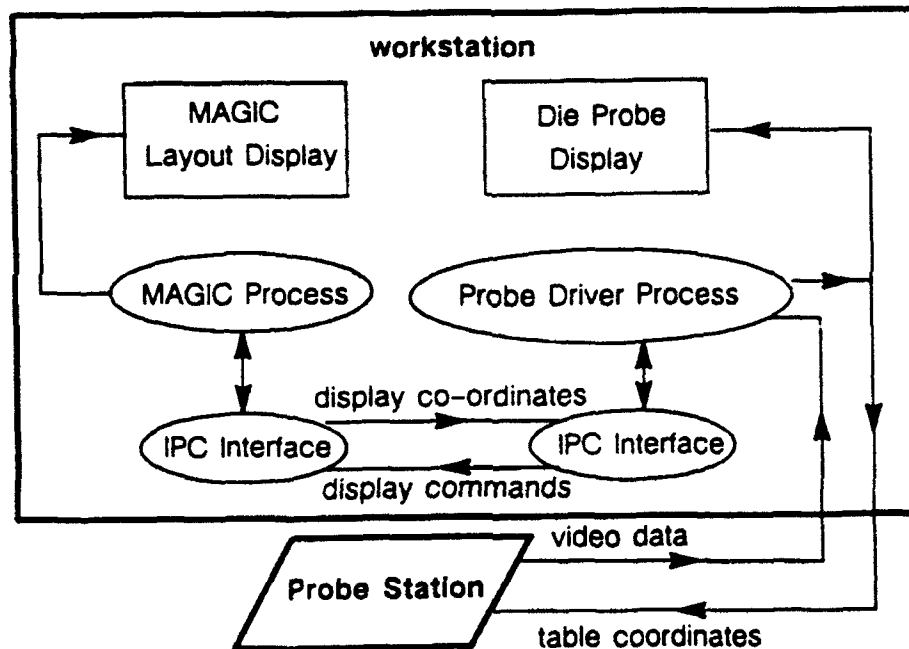 workstation
MAGIC
Layout Display
Die Probe
Display
MAGIC Process
Probe Driver Process
display co-ordinates
IPC Interface
IPC Interface
display commands
video data
Probe Station
table coordinates